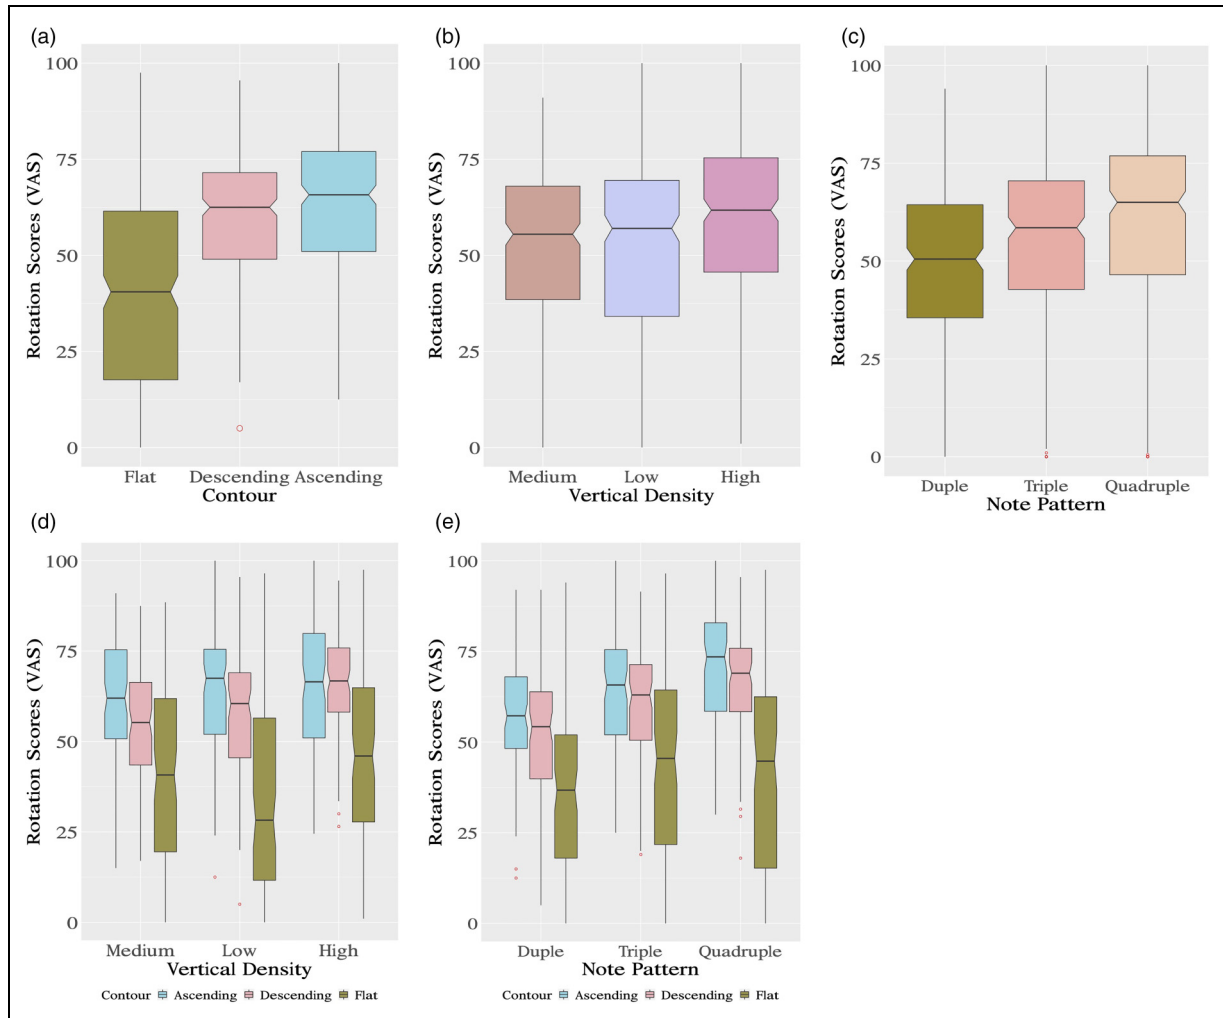 (a)
100
75
50
25
0
Rotation Scores (VAS)
Flat Descending Ascending
Contour
(b)
100
75
50
25
0
Rotation Scores (VAS)
Medium Low High
Vertical Density
(c)
100
75
50
25
0
Rotation Scores (VAS)
Duple Triple Quadruple
Note Pattern
(d)
100
75
50
25
0
Rotation Scores (VAS)
Medium Low High
Vertical Density
Contour Ascending Descending Flat
(e)
100
75
50
25
0
Rotation Scores (VAS)
Duple Triple Quadruple
Note Pattern
Contour Ascending Descending Flat